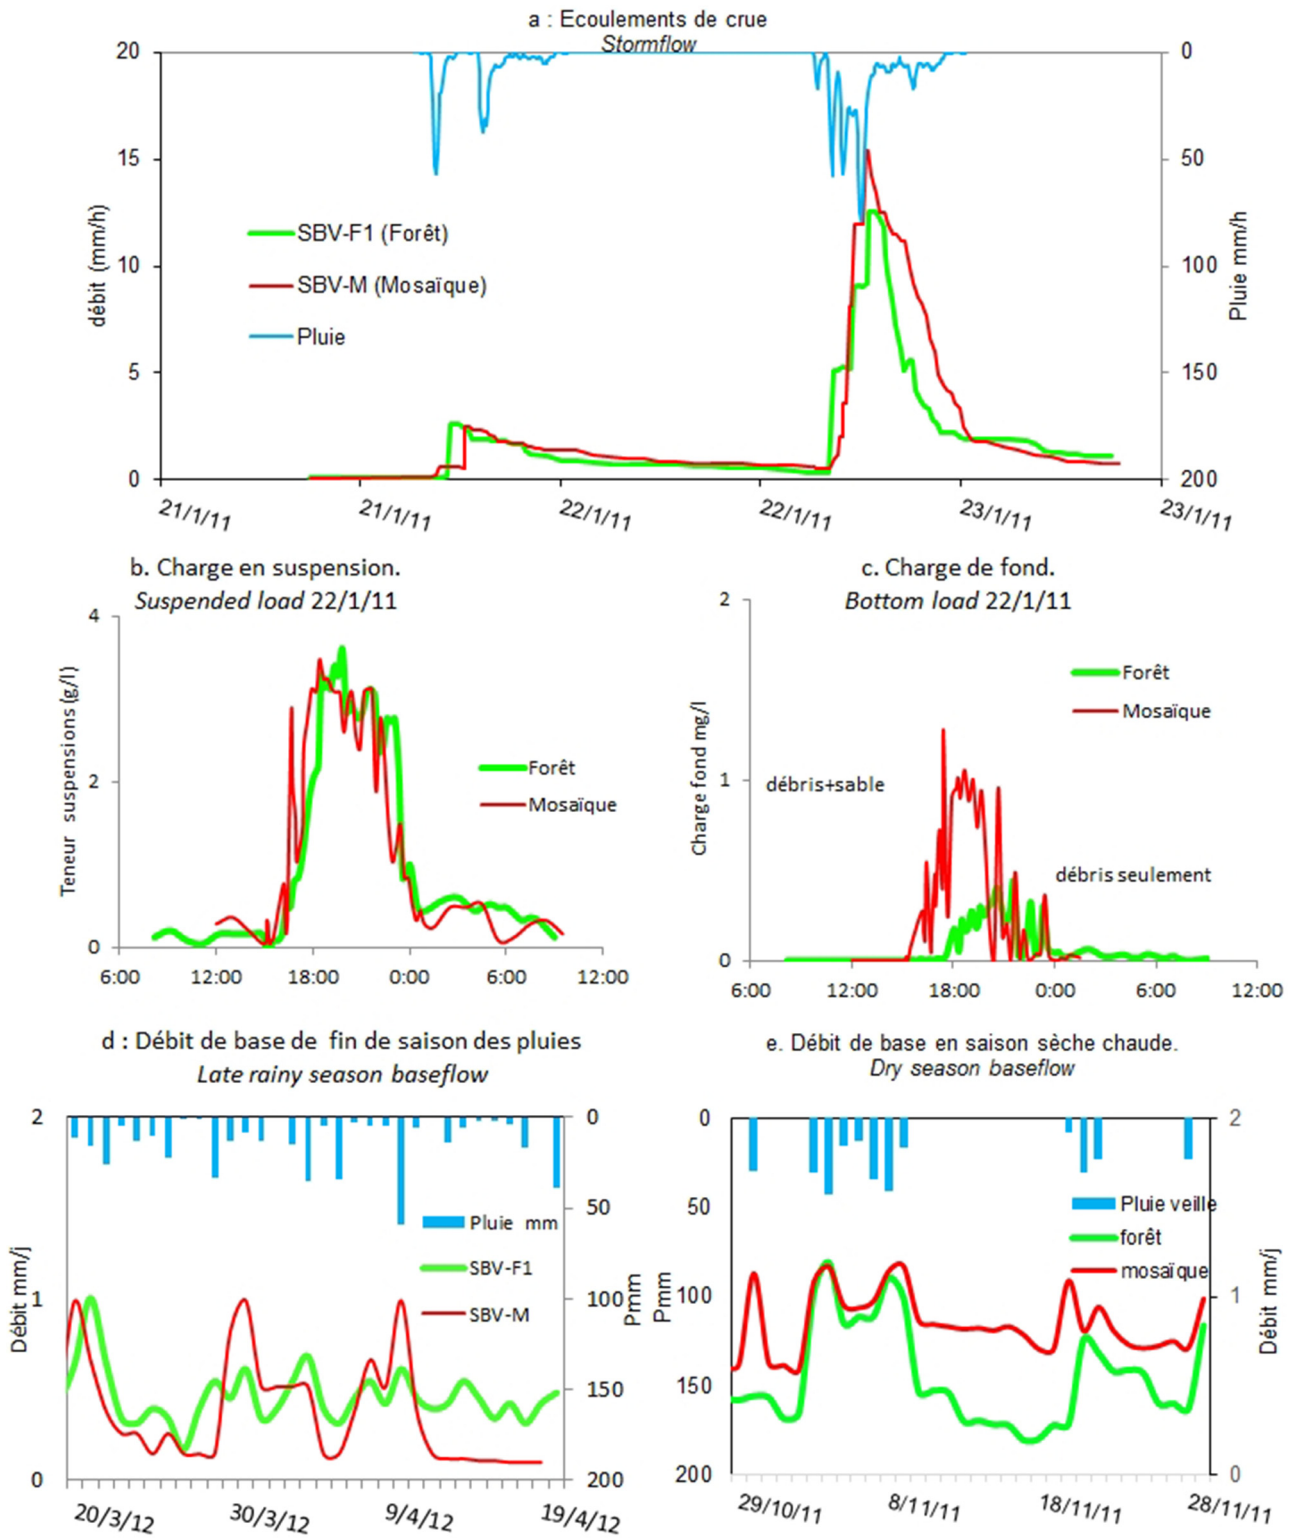 a : Ecoulements de crue
Stormflow
20
15
10
5
0
débit (mm/h)
0
50
100
150
200
Pluie mm/h
SBV-F1 (Forêt)
SBV-M (Mosaïque)
Pluie
21/1/11
21/1/11
22/1/11
22/1/11
23/1/11
23/1/11
b. Charge en suspension.
Suspended load 22/1/11
4
2
0
Teneur suspensions (g/l)
Forêt
Mosaïque
6:00
12:00
18:00
0:00
6:00
12:00
c. Charge de fond.
Bottom load 22/1/11
2
1
0
Charge fond mg/l
Forêt
Mosaïque
débris+sable
débris seulement
6:00
12:00
18:00
0:00
6:00
12:00
d : Débit de base de fin de saison des pluies
Late rainy season baseflow
2
1
0
Débit mm/j
0
50
100
150
200
Pmm
Pluie mm
SBV-F1
SBV-M
20/3/12
30/3/12
9/4/12
19/4/12
e. Débit de base en saison sèche chaude.
Dry season baseflow
0
50
100
150
200
Pmm
2
1
0
Débit mm/j
Pluie veille
forêt
mosaïque
29/10/11
8/11/11
18/11/11
28/11/11